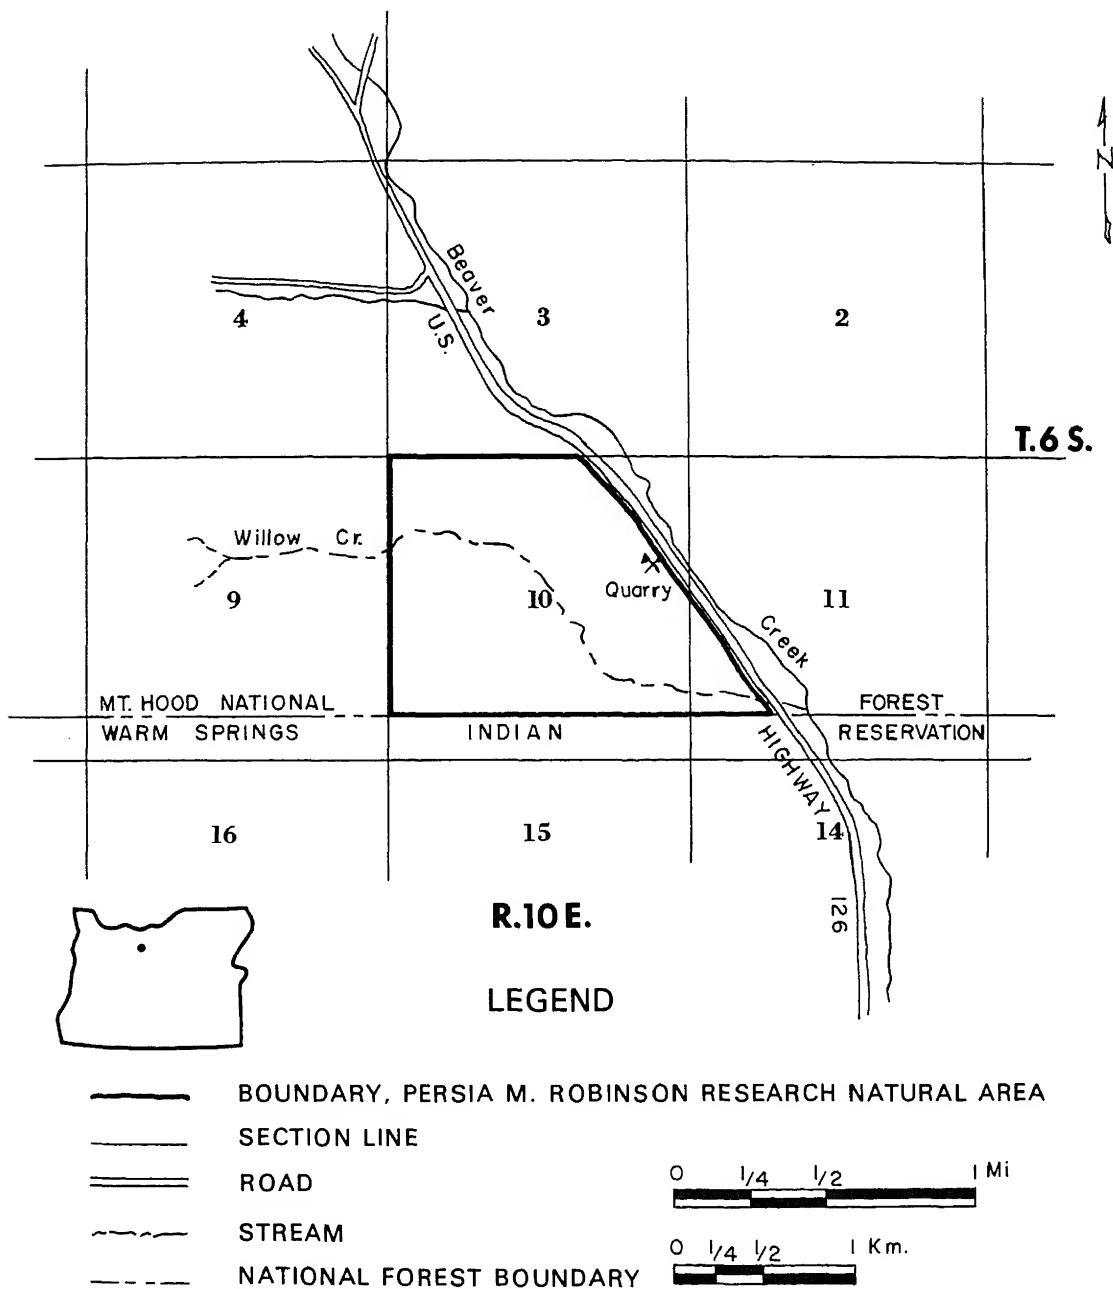 N
Beaver
4
3
2
U.S.
T.6 S.
Willow Cr.
Quarry
9
10
11
Creek
MT. HOOD NATIONAL FOREST
WARM SPRINGS INDIAN RESERVATION
HIGHWAY
16
15
14
126
R.10 E.
LEGEND
BOUNDARY, PERSIA M. ROBINSON RESEARCH NATURAL AREA
SECTION LINE
ROAD
0 1/4 1/2 1 Mi
STREAM
0 1/4 1/2 1 Km.
NATIONAL FOREST BOUNDARY